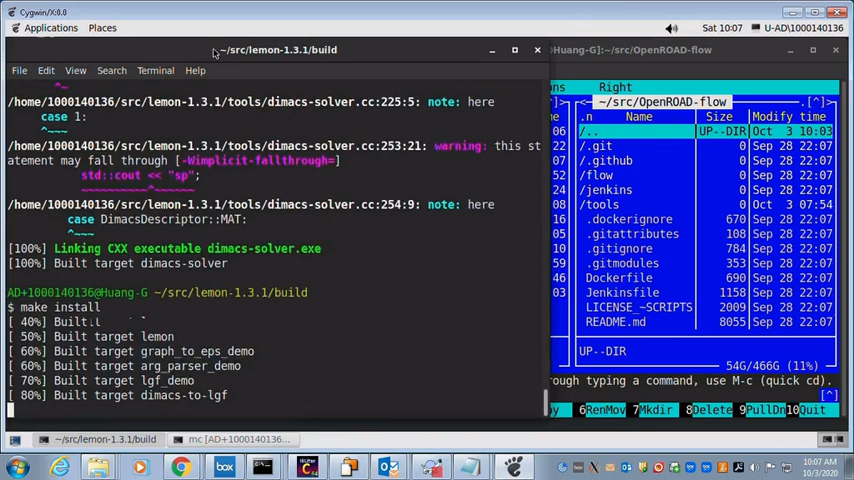 Cygwin/X:0.0
Applications Places
Sat 10:07 U-AD\1000140136
~/src/lemon-1.3.1/build
File Edit View Search Terminal Help
/home/1000140136/src/lemon-1.3.1/tools/dimacs-solver.cc:225:5: note: here
case 1:
^~~~
/home/1000140136/src/lemon-1.3.1/tools/dimacs-solver.cc:253:21: warning: this st
atement may fall through [-Wimplicit-fallthrough=]
std::cout << "sp";
~~~~~~~~~~^~~~~~~
/home/1000140136/src/lemon-1.3.1/tools/dimacs-solver.cc:254:9: note: here
case DimacsDescriptor::MAT:
^~~~
[100%] Linking CXX executable dimacs-solver.exe
[100%] Built target dimacs-solver
AD+1000140136@Huang-G ~/src/lemon-1.3.1/build
$ make install
[ 40%] Built
[ 50%] Built target lemon
[ 60%] Built target graph_to_eps_demo
[ 60%] Built target arg_parser_demo
[ 70%] Built target lgf_demo
[ 80%] Built target dimacs-to-lgf
@Huang-G]:~/src/OpenROAD-flow
ons Right
~/src/OpenROAD-flow .[^]>
.n Name Size Modify time
/.. UP--DIR Oct 3 10:03
/.git 0 Sep 28 22:07
/.github 0 Sep 28 22:07
/flow 0 Sep 28 22:07
/jenkins 0 Sep 28 22:07
/tools 0 Oct 3 07:54
.dockerignore 670 Sep 28 22:07
.gitattributes 108 Sep 28 22:07
.gitignore 784 Sep 28 22:07
.gitmodules 353 Sep 28 22:07
Dockerfile 690 Sep 28 22:07
Jenkinsfile 1158 Sep 28 22:07
LICENSE_~SCRIPTS 2009 Sep 28 22:07
README.md 8055 Sep 28 22:07
UP--DIR
54G/466G (11%)
rough typing a command, use M-c (quick cd).
[^]
py 6RenMov 7Mkdir 8Delete 9PullDn 10Quit
~/src/lemon-1.3.1/build
mc [AD+1000140136...
box
10:07 AM
10/3/2020